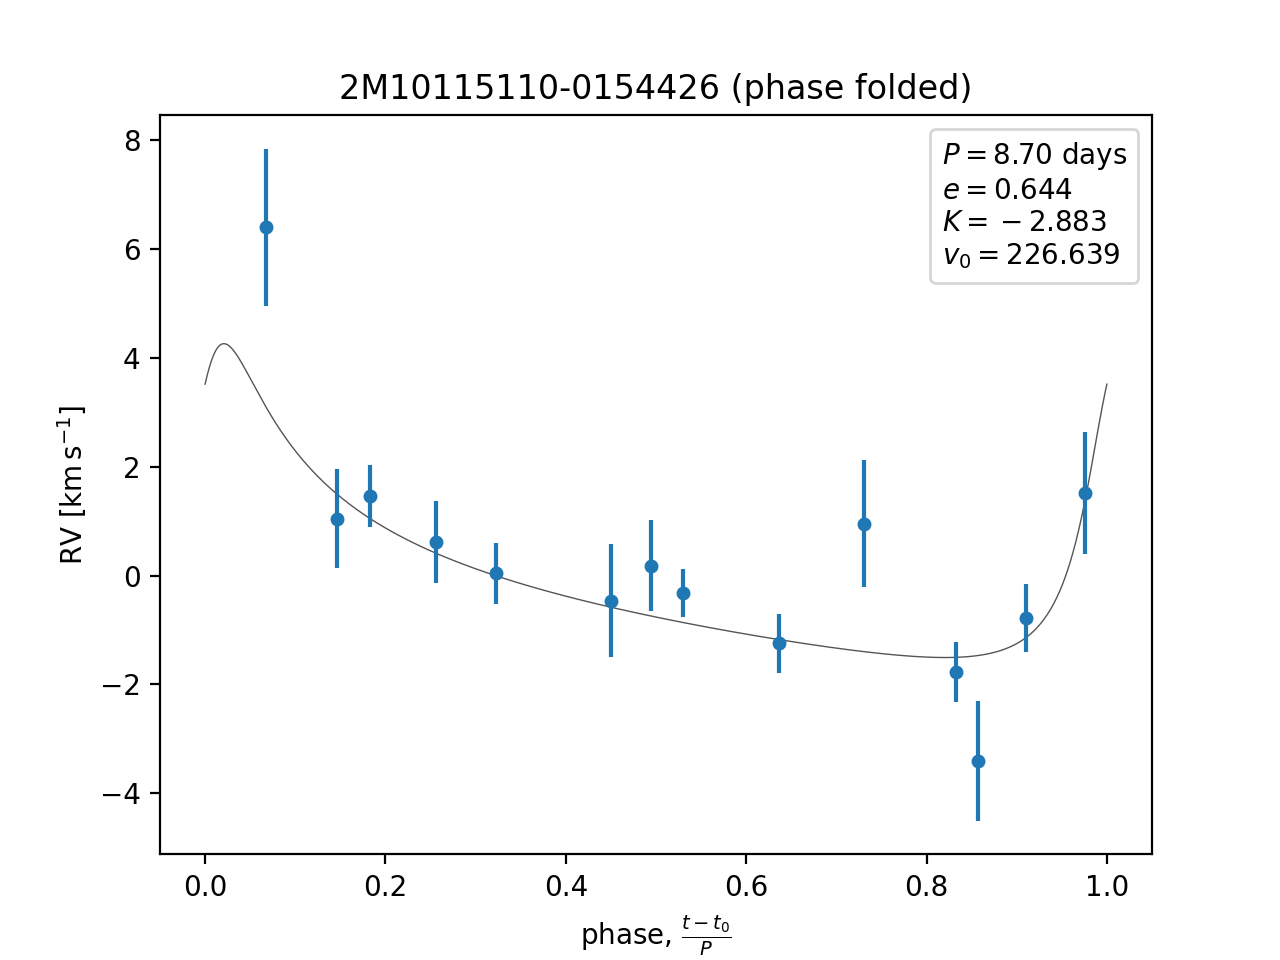 2M10115110-0154426 (phase folded)
P = 8.70 days
e = 0.644
K = −2.883
v₀ = 226.639
RV [km s⁻¹]
8
6
4
2
0
−2
−4
0.0 0.2 0.4 0.6 0.8 1.0
phase, (t − t₀)/P